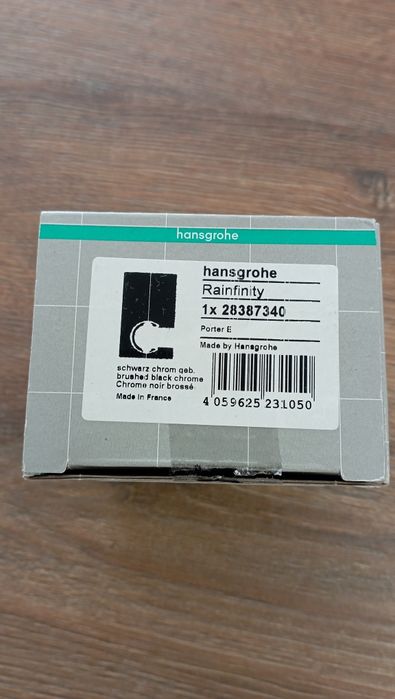 hansgrohe
hansgrohe
Rainfinity
1x 28387340
Porter E
Made by Hansgrohe
schwarz chrom geb.
brushed black chrome
Chrome noir brossé
Made in France
4 059625 231050